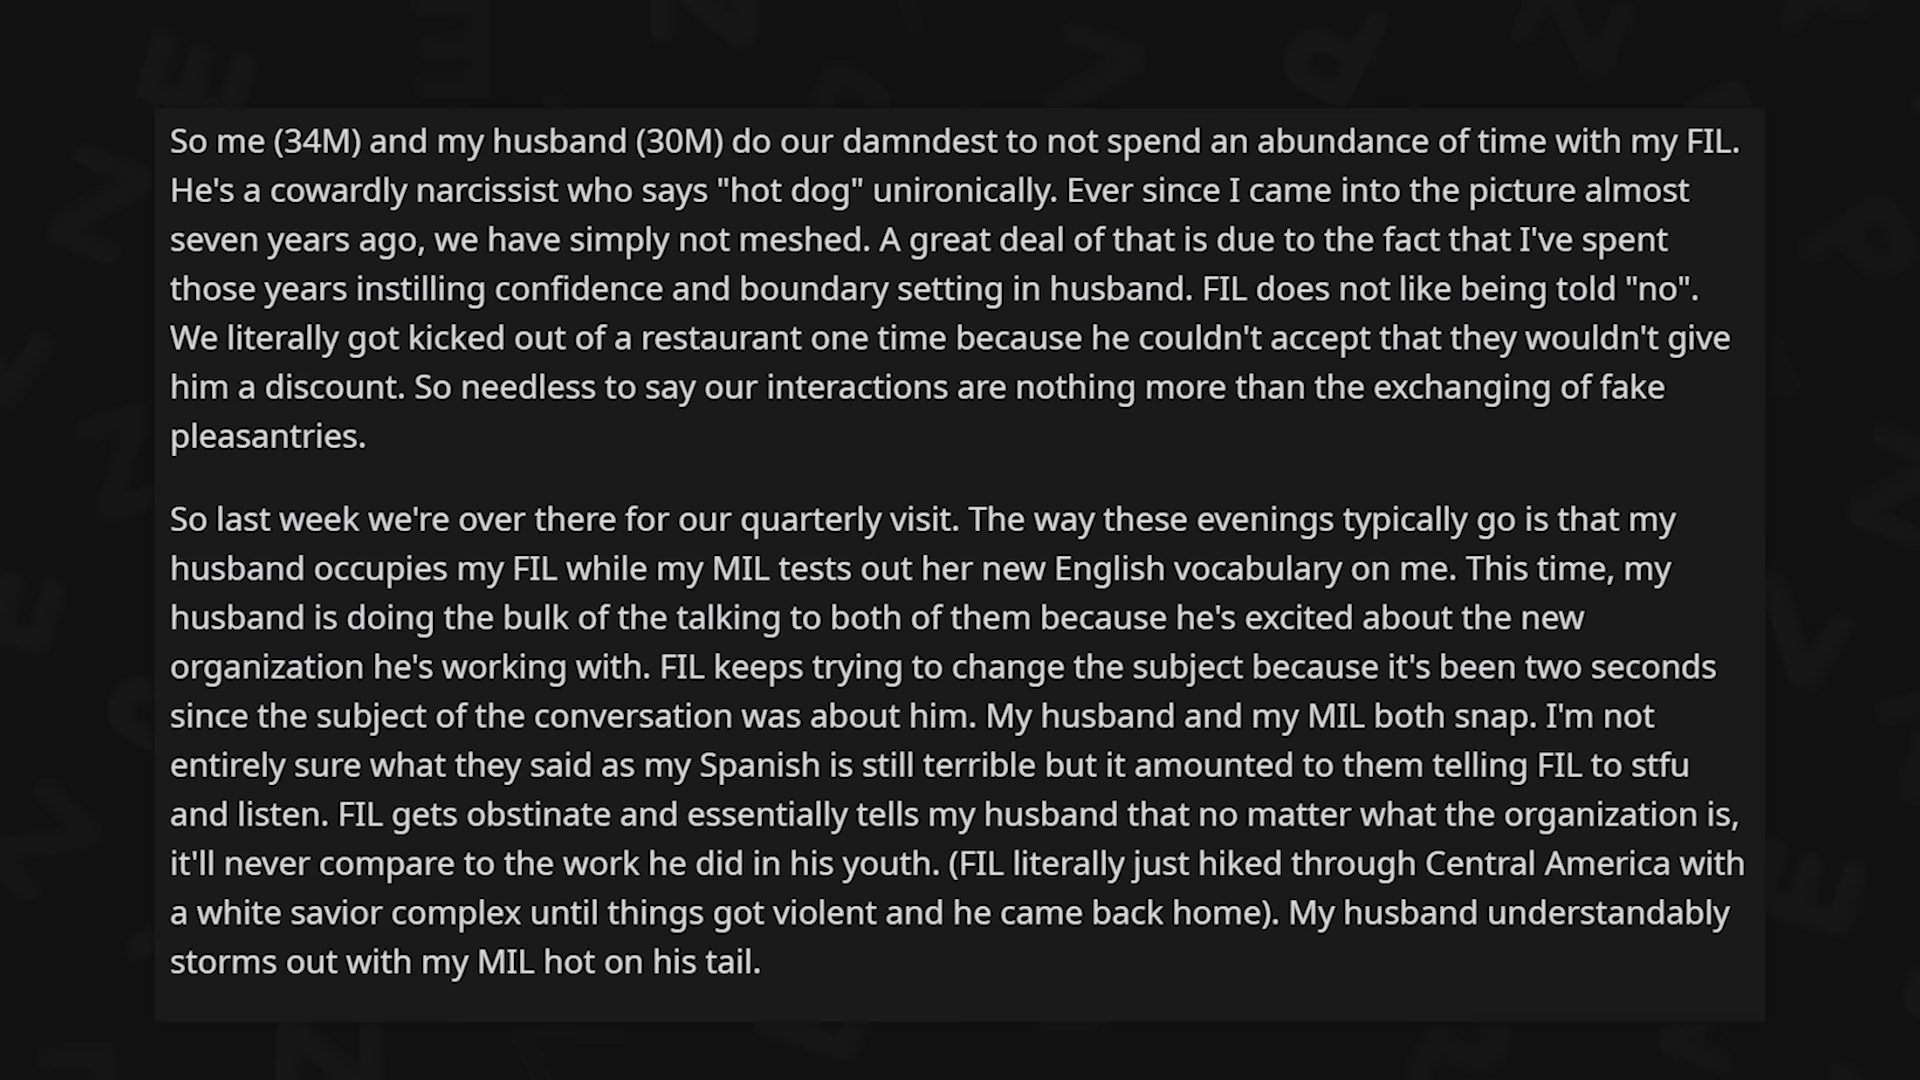 So me (34M) and my husband (30M) do our damndest to not spend an abundance of time with my FIL.
He's a cowardly narcissist who says "hot dog" unironically. Ever since I came into the picture almost
seven years ago, we have simply not meshed. A great deal of that is due to the fact that I've spent
those years instilling confidence and boundary setting in husband. FIL does not like being told "no".
We literally got kicked out of a restaurant one time because he couldn't accept that they wouldn't give
him a discount. So needless to say our interactions are nothing more than the exchanging of fake
pleasantries.
So last week we're over there for our quarterly visit. The way these evenings typically go is that my
husband occupies my FIL while my MIL tests out her new English vocabulary on me. This time, my
husband is doing the bulk of the talking to both of them because he's excited about the new
organization he's working with. FIL keeps trying to change the subject because it's been two seconds
since the subject of the conversation was about him. My husband and my MIL both snap. I'm not
entirely sure what they said as my Spanish is still terrible but it amounted to them telling FIL to stfu
and listen. FIL gets obstinate and essentially tells my husband that no matter what the organization is,
it'll never compare to the work he did in his youth. (FIL literally just hiked through Central America with
a white savior complex until things got violent and he came back home). My husband understandably
storms out with my MIL hot on his tail.